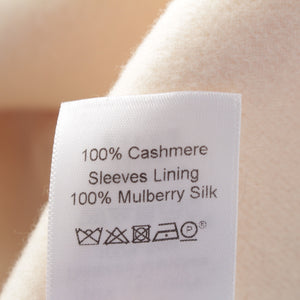 100% Cashmere
Sleeves Lining
100% Mulberry Silk
P®